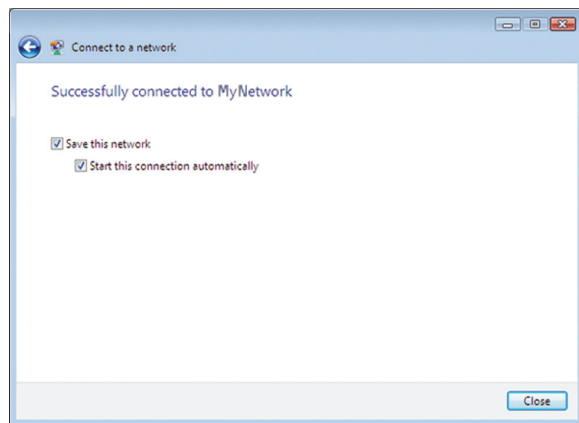 Connect to a network
Successfully connected to MyNetwork
Save this network
Start this connection automatically
Close